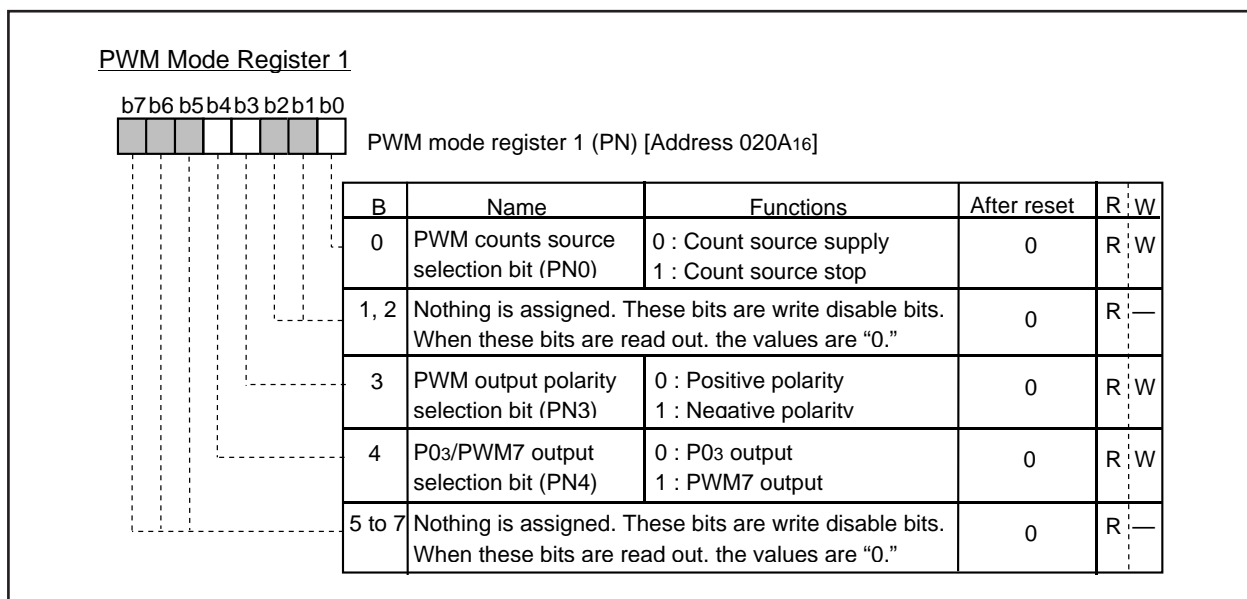 PWM Mode Register 1
b7 b6 b5 b4 b3 b2 b1 b0
PWM mode register 1 (PN) [Address 020A16]
B Name Functions After reset R W
0 PWM counts source selection bit (PN0) 0 : Count source supply 1 : Count source stop 0 R W
1, 2 Nothing is assigned. These bits are write disable bits. When these bits are read out. the values are “0.” 0 R —
3 PWM output polarity selection bit (PN3) 0 : Positive polarity 1 : Negative polarity 0 R W
4 P03/PWM7 output selection bit (PN4) 0 : P03 output 1 : PWM7 output 0 R W
5 to 7 Nothing is assigned. These bits are write disable bits. When these bits are read out. the values are “0.” 0 R —